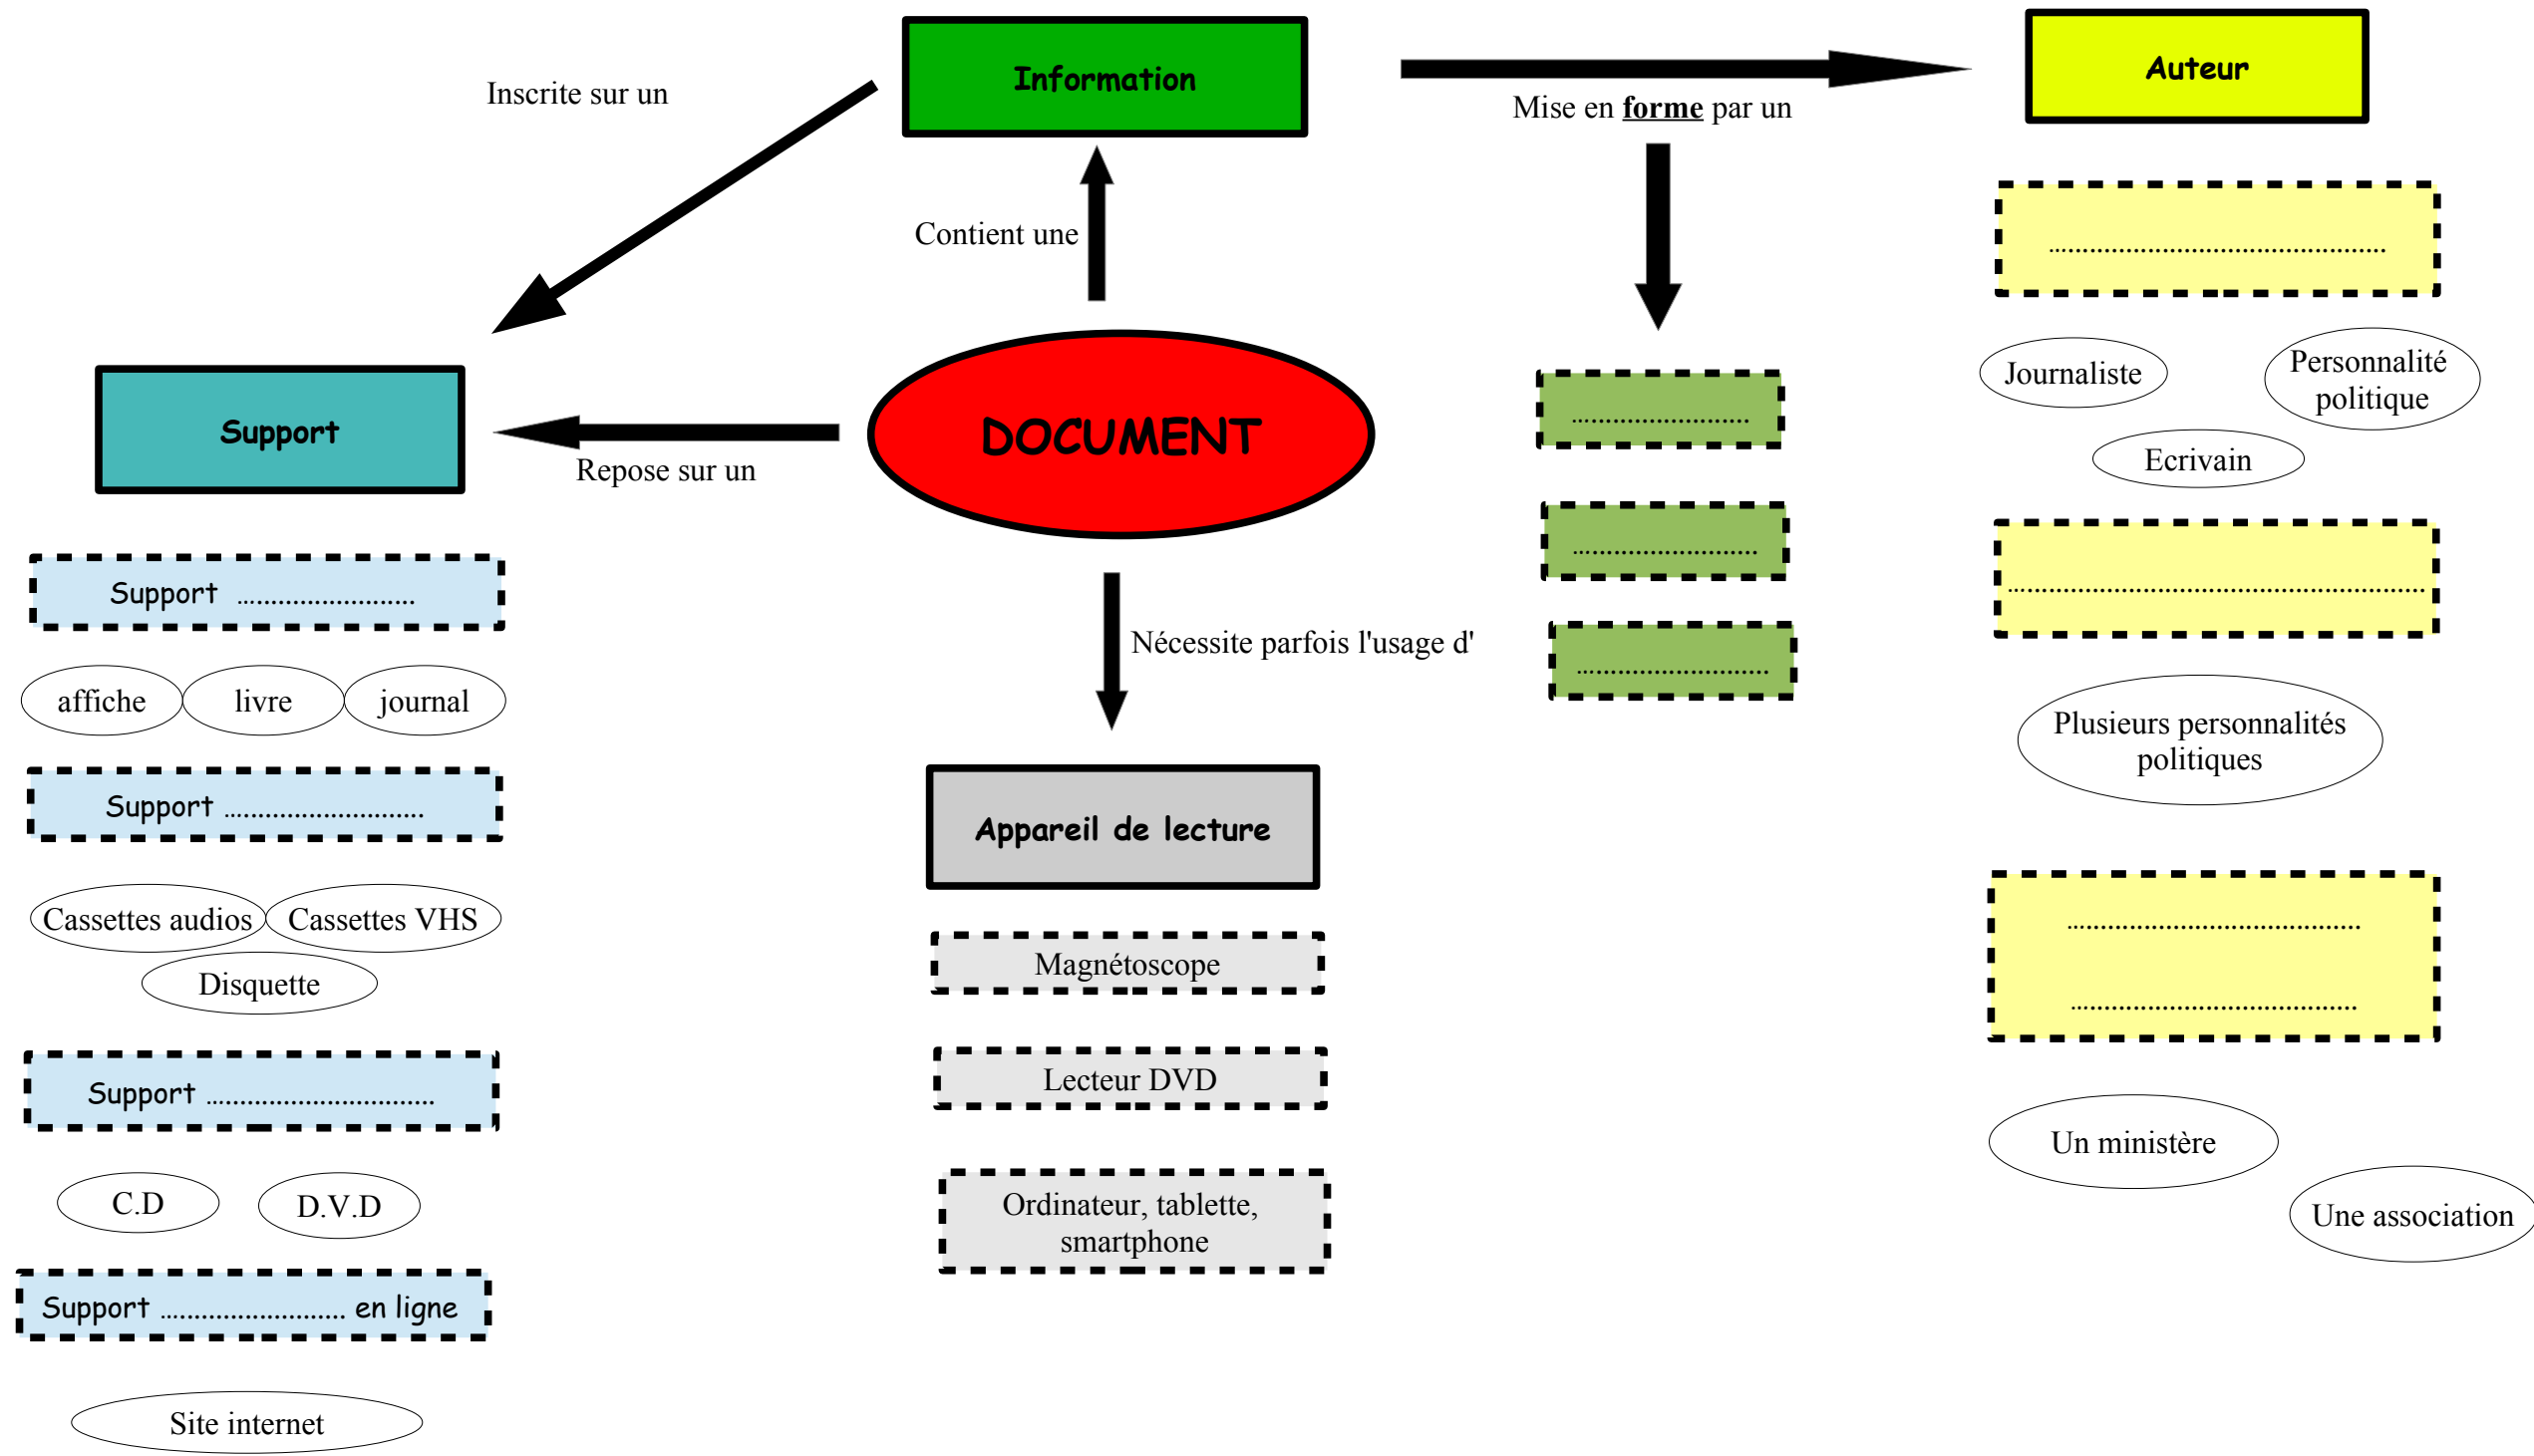 Information
Auteur
Inscrite sur un
Mise en forme par un
Contient une
.............................................
Journaliste
Personnalité
politique
Ecrivain
Support
DOCUMENT
Repose sur un
........................
.........................
..........................
........................................................
Support ........................
affiche
livre
journal
Nécessite parfois l'usage d'
Plusieurs personnalités
politiques
Support ...........................
Appareil de lecture
Cassettes audios
Cassettes VHS
Disquette
Magnétoscope
.......................................
......................................
Support ...............................
Lecteur DVD
C.D
D.V.D
Ordinateur, tablette,
smartphone
Un ministère
Une association
Support ......................... en ligne
Site internet